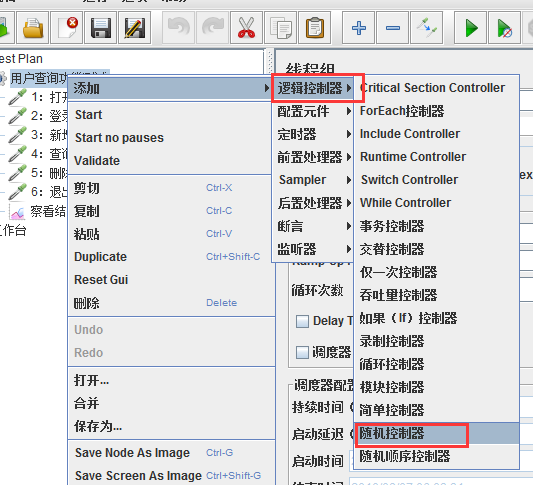 est Plan
用户查询功能
1：打开
2：登录
3：新增
4：查询
5：删除
6：退出
察看结
工作台
添加
Start
Start no pauses
Validate
剪切 Ctrl-X
复制 Ctrl-C
粘贴 Ctrl-V
Duplicate Ctrl+Shift-C
Reset Gui
删除 Delete
Undo
Redo
打开...
合并
保存为...
Save Node As Image Ctrl-G
Save Screen As Image Ctrl+Shift-G
逻辑控制器
配置元件
定时器
前置处理器
Sampler
后置处理器
断言
监听器
Critical Section Controller
ForEach控制器
Include Controller
Runtime Controller
Switch Controller
While Controller
事务控制器
交替控制器
仅一次控制器
吞吐量控制器
如果（If）控制器
录制控制器
循环控制器
模块控制器
简单控制器
随机控制器
随机顺序控制器
线程组
循环次数
Delay T
调度器
调度器配
持续时间（
启动延迟（
启动时间